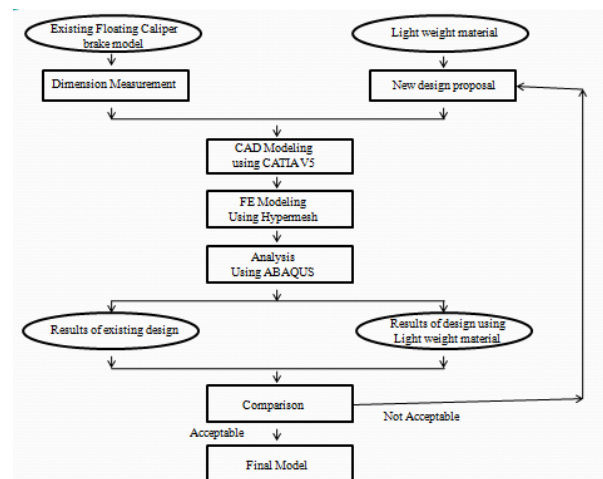 Existing Floating Caliper
brake model
Light weight material
Dimension Measurement
New design proposal
CAD Modeling
using CATIA V5
FE Modeling
Using Hypermesh
Analysis
Using ABAQUS
Results of existing design
Results of design using
Light weight material
Comparison
Not Acceptable
Acceptable
Final Model